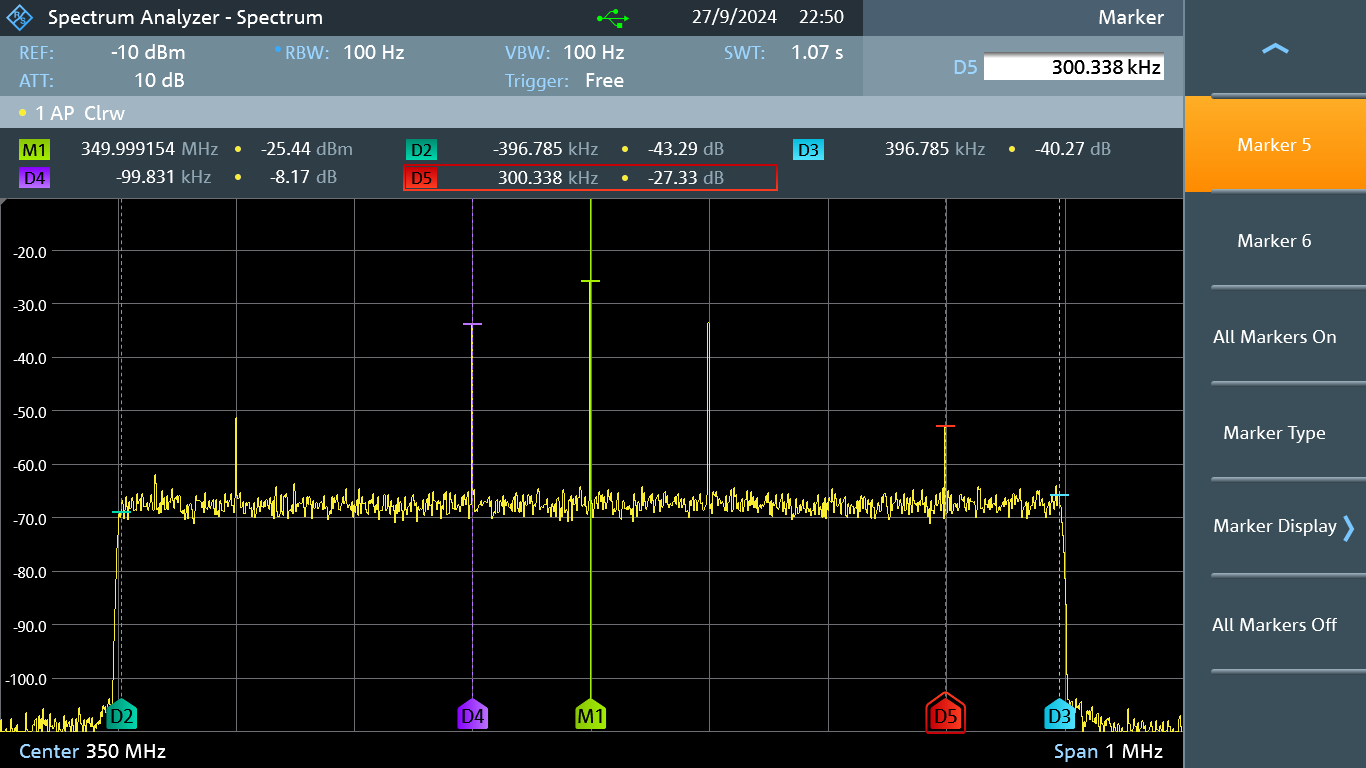 Spectrum Analyzer - Spectrum 27/9/2024 22:50 Marker
REF: -10 dBm RBW: 100 Hz VBW: 100 Hz SWT: 1.07 s
ATT: 10 dB Trigger: Free
D5 300.338 kHz
1 AP Clrw
M1 349.999154 MHz -25.44 dBm D2 -396.785 kHz -43.29 dB D3 396.785 kHz -40.27 dB
D4 -99.831 kHz -8.17 dB D5 300.338 kHz -27.33 dB
-20.0
-30.0
-40.0
-50.0
-60.0
-70.0
-80.0
-90.0
-100.0
D2 D4 M1 D5 D3
Center 350 MHz Span 1 MHz
Marker 5
Marker 6
All Markers On
Marker Type
Marker Display
All Markers Off